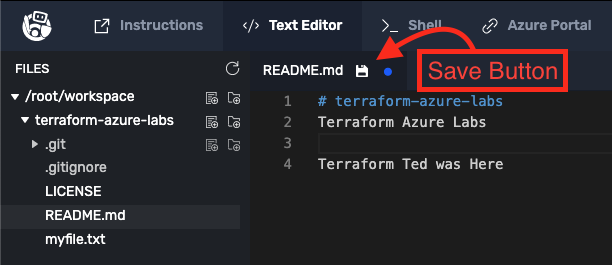 Instructions
</> Text Editor
>_ Shell
Azure Portal
FILES
/root/workspace
terraform-azure-labs
.git
.gitignore
LICENSE
README.md
myfile.txt
README.md
Save Button
1 # terraform-azure-labs
2 Terraform Azure Labs
3
4 Terraform Ted was Here